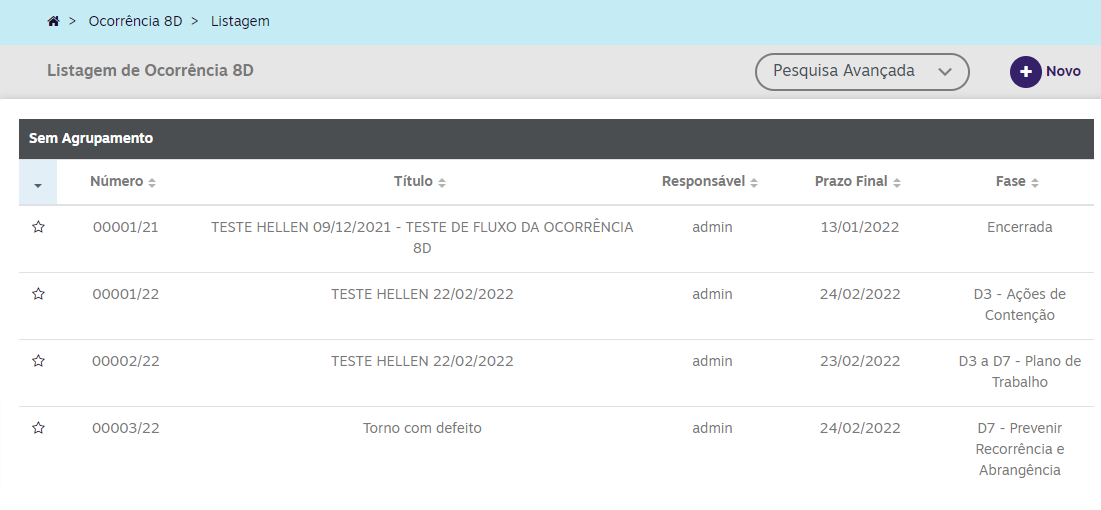 > Ocorrência 8D > Listagem
Listagem de Ocorrência 8D
Pesquisa Avançada
+ Novo
Sem Agrupamento
Número Título Responsável Prazo Final Fase
00001/21 TESTE HELLEN 09/12/2021 - TESTE DE FLUXO DA OCORRÊNCIA admin 13/01/2022 Encerrada
8D
00001/22 TESTE HELLEN 22/02/2022 admin 24/02/2022 D3 - Ações de
Contenção
00002/22 TESTE HELLEN 22/02/2022 admin 23/02/2022 D3 a D7 - Plano de
Trabalho
00003/22 Torno com defeito admin 24/02/2022 D7 - Prevenir
Recorrência e
Abrangência